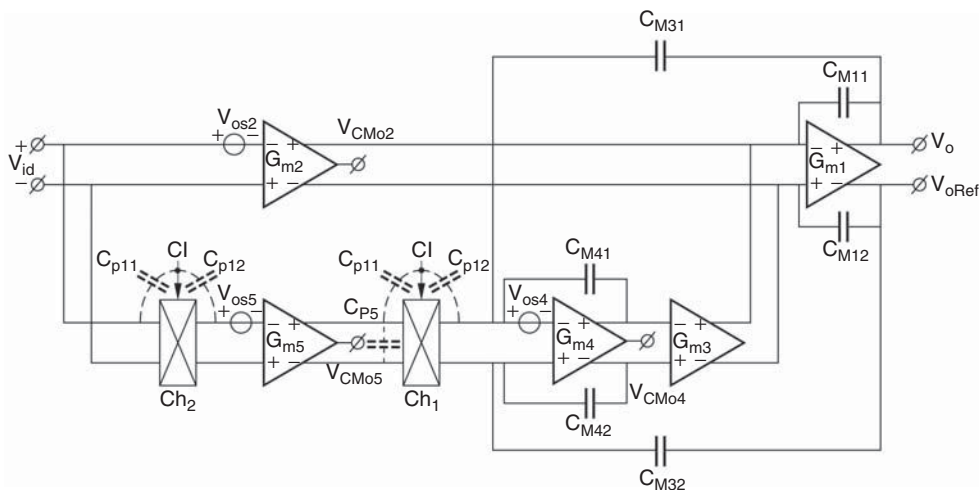 C_M31
C_M11
V_os2
V_CMo2
+
−
− +
G_m2
+ −
− +
G_m1
+ −
V_o
V_oRef
+
V_id
−
C_M12
C_p11
CI
C_p12
C_p11
CI
C_p12
C_M41
V_os5
+
−
C_P5
V_os4
+
−
− +
G_m5
+ −
− +
G_m4
+ −
− +
G_m3
+ −
V_CMo5
V_CMo4
Ch_2
Ch_1
C_M42
C_M32